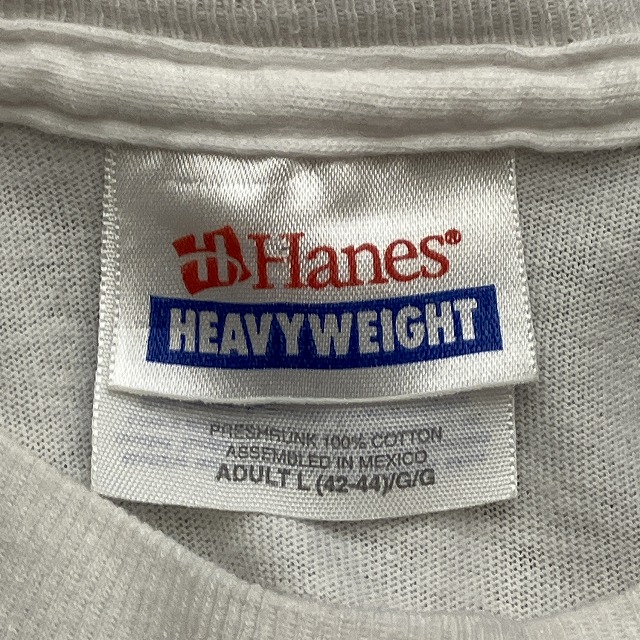 Hanes®
HEAVYWEIGHT
PRESHRUNK 100% COTTON
ASSEMBLED IN MEXICO
ADULT L (42-44)/G/G